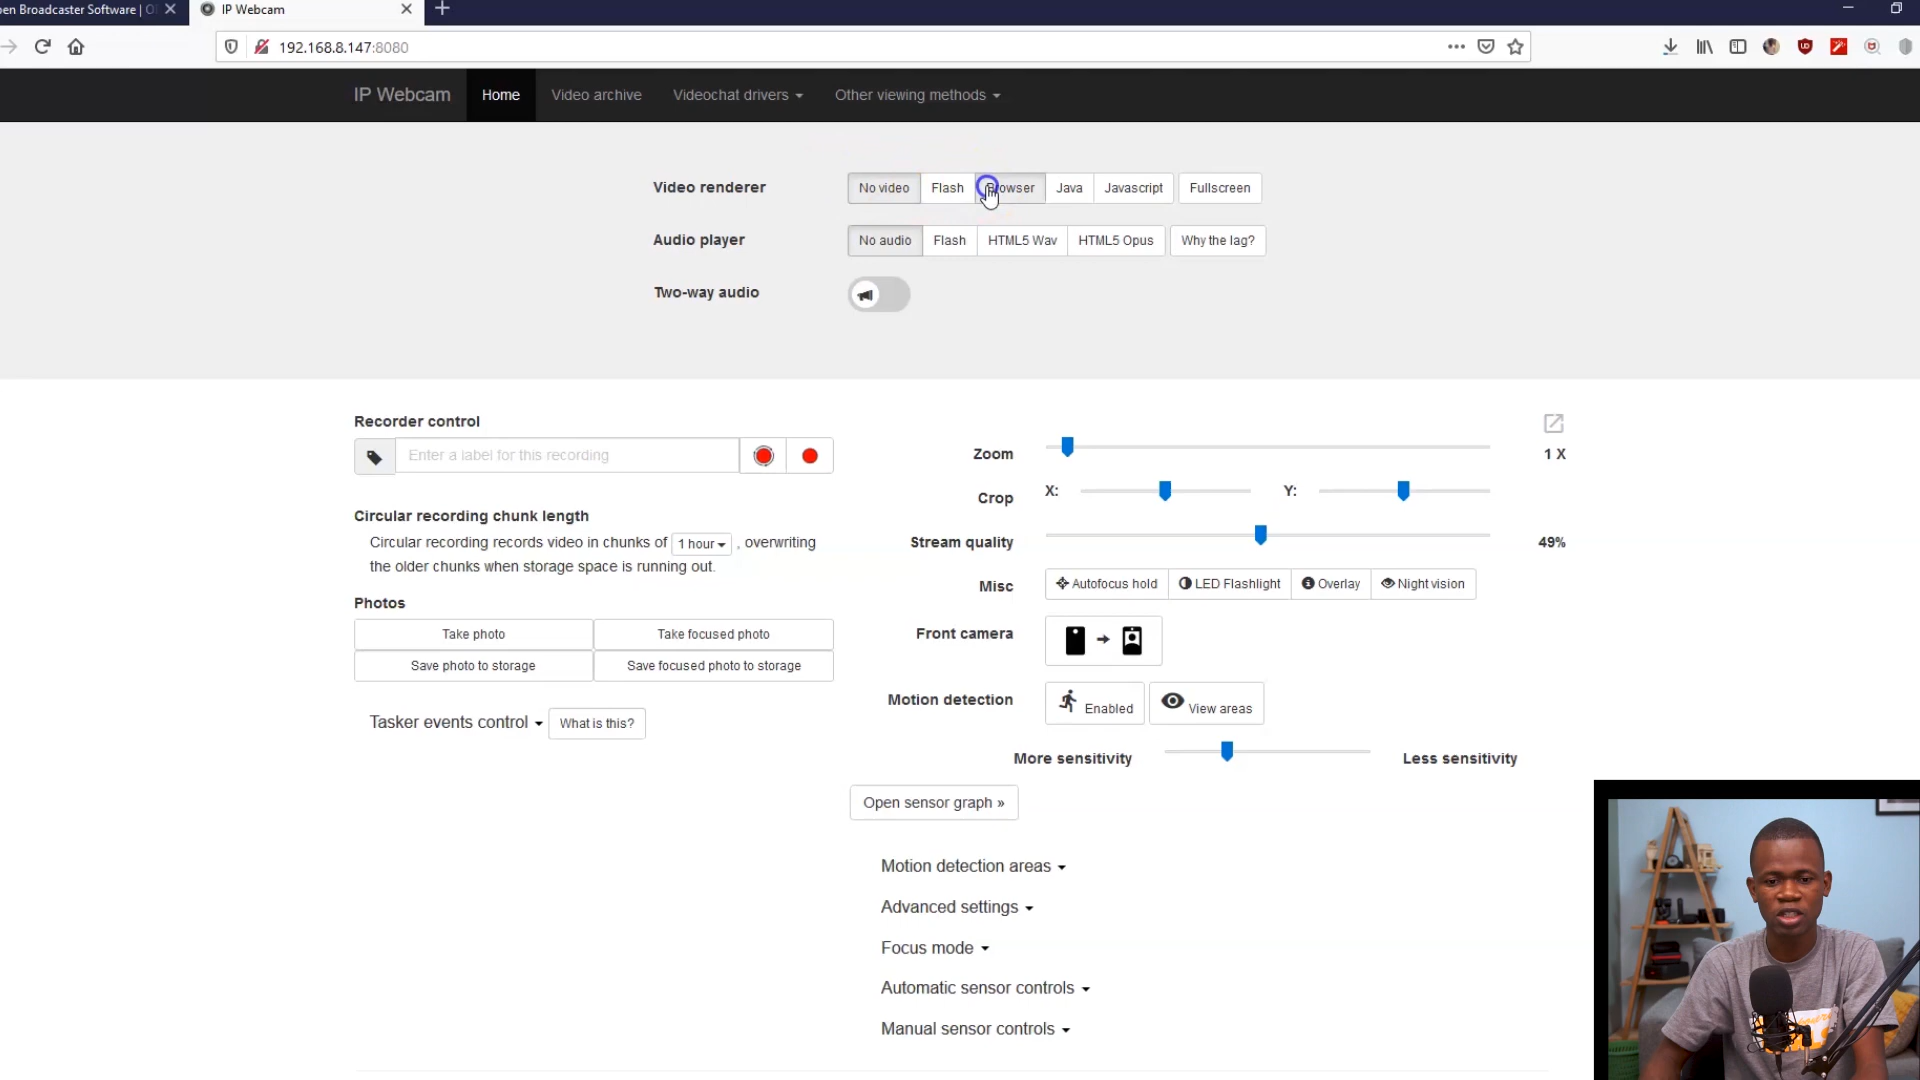 pen Broadcaster Software | O
IP Webcam
192.168.8.147:8080
IP Webcam
Home
Video archive
Videochat drivers
Other viewing methods
Video renderer
No video
Flash
Browser
Java
Javascript
Fullscreen
Audio player
No audio
Flash
HTML5 Wav
HTML5 Opus
Why the lag?
Two-way audio
Recorder control
Enter a label for this recording
Circular recording chunk length
Circular recording records video in chunks of 1 hour , overwriting
the older chunks when storage space is running out.
Photos
Take photo
Take focused photo
Save photo to storage
Save focused photo to storage
Tasker events control
What is this?
Zoom
1 X
Crop
X:
Y:
Stream quality
49%
Misc
Autofocus hold
LED Flashlight
Overlay
Night vision
Front camera
Motion detection
Enabled
View areas
More sensitivity
Less sensitivity
Open sensor graph »
Motion detection areas
Advanced settings
Focus mode
Automatic sensor controls
Manual sensor controls